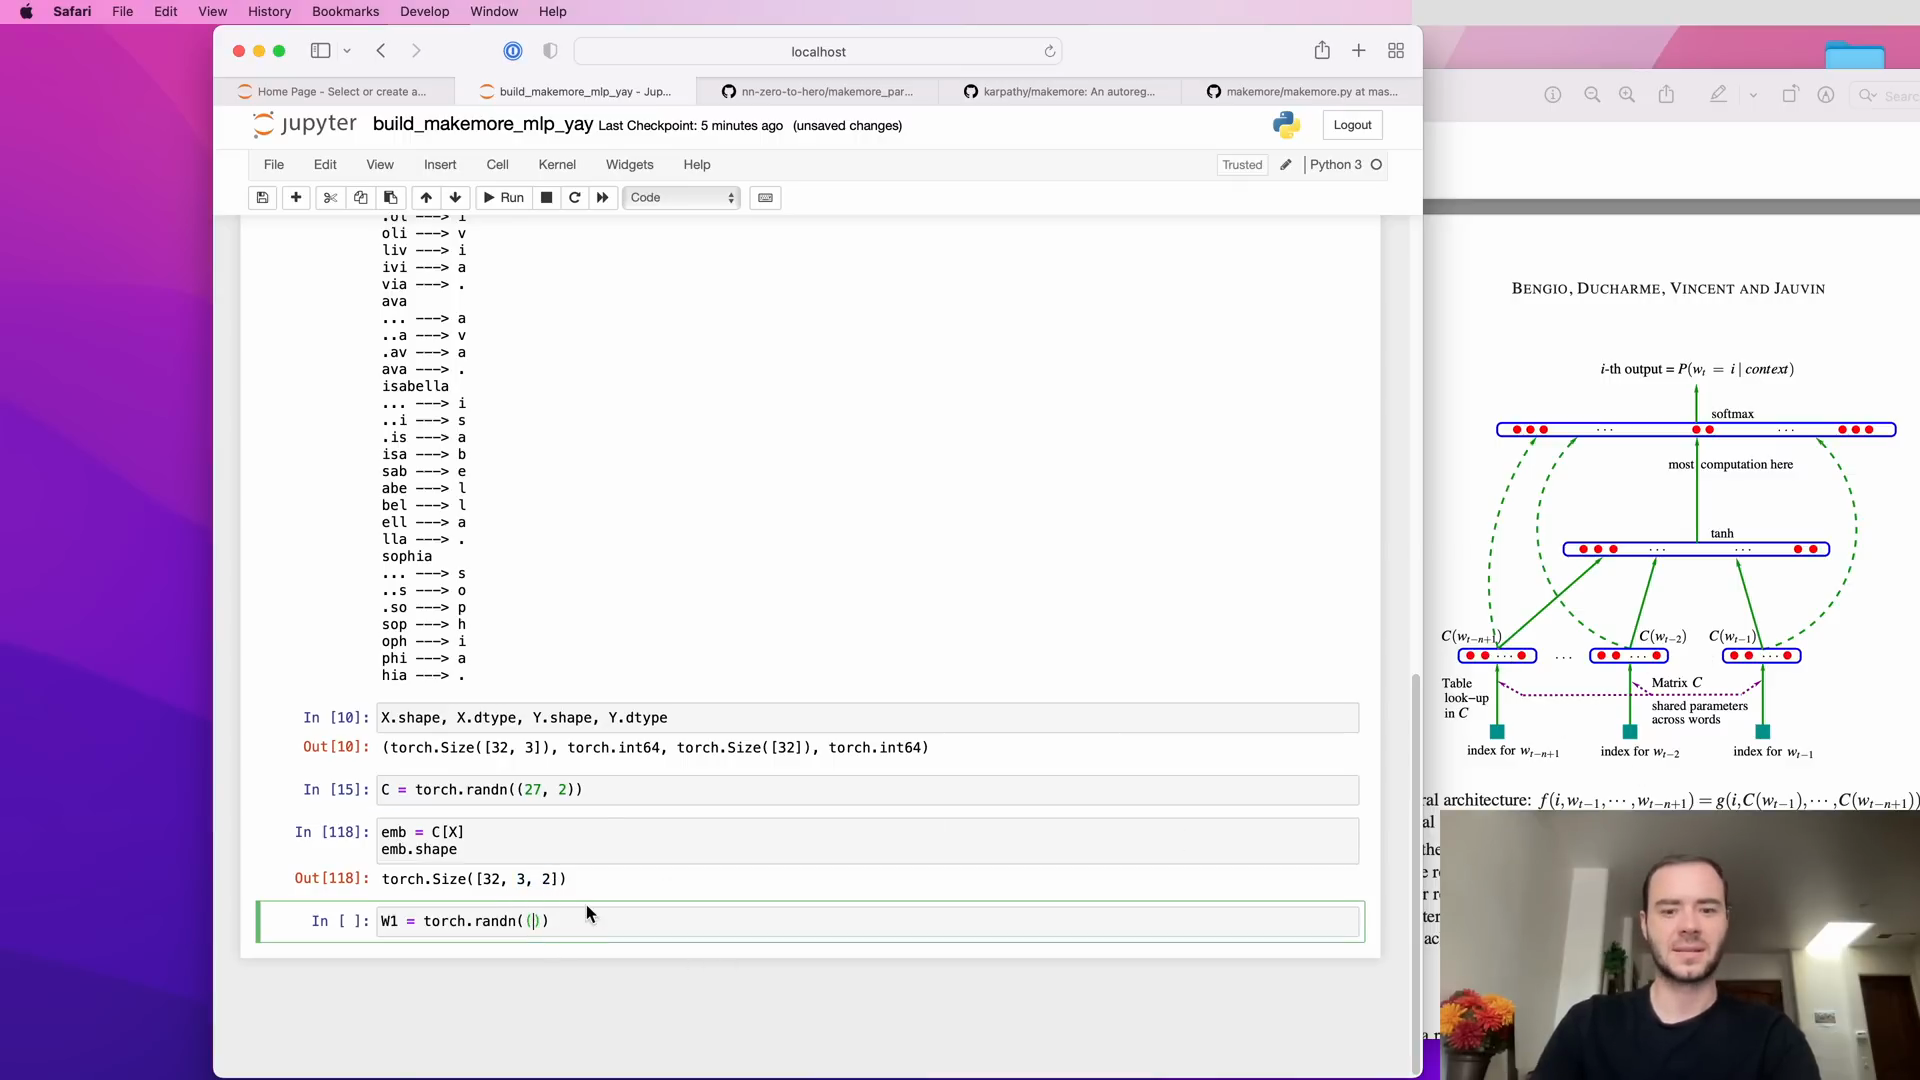 Safari File Edit View History Bookmarks Develop Window Help
localhost
Home Page - Select or create a...
build_makemore_mlp_yay - Jup...
nn-zero-to-hero/makemore_par...
karpathy/makemore: An autoreg...
makemore/makemore.py at mas...
Search
jupyter build_makemore_mlp_yay Last Checkpoint: 5 minutes ago (unsaved changes)
Logout
File Edit View Insert Cell Kernel Widgets Help
Trusted
Python 3
Run
Code
.ol ---> i
oli ---> v
liv ---> i
ivi ---> a
via ---> .
ava
... ---> a
..a ---> v
.av ---> a
ava ---> .
isabella
... ---> i
..i ---> s
.is ---> a
isa ---> b
sab ---> e
abe ---> l
bel ---> l
ell ---> a
lla ---> .
sophia
... ---> s
..s ---> o
.so ---> p
sop ---> h
oph ---> i
phi ---> a
hia ---> .
In [10]: X.shape, X.dtype, Y.shape, Y.dtype
Out[10]: (torch.Size([32, 3]), torch.int64, torch.Size([32]), torch.int64)
In [15]: C = torch.randn((27, 2))
In [118]: emb = C[X]
emb.shape
Out[118]: torch.Size([32, 3, 2])
In [ ]: W1 = torch.randn(())
BENGIO, DUCHARME, VINCENT AND JAUVIN
i-th output = P(w_t = i | context)
softmax
. . .
. . .
most computation here
tanh
. . .
. . .
C(w_{t−n+1}) C(w_{t−2}) C(w_{t−1})
. . .
Table
look−up
in C
Matrix C
shared parameters
across words
index for w_{t−n+1} index for w_{t−2} index for w_{t−1}
ral architecture: f(i,w_{t−1},⋯,w_{t−n+1}) = g(i,C(w_{t−1}),⋯,C(w_{t−n+1}))